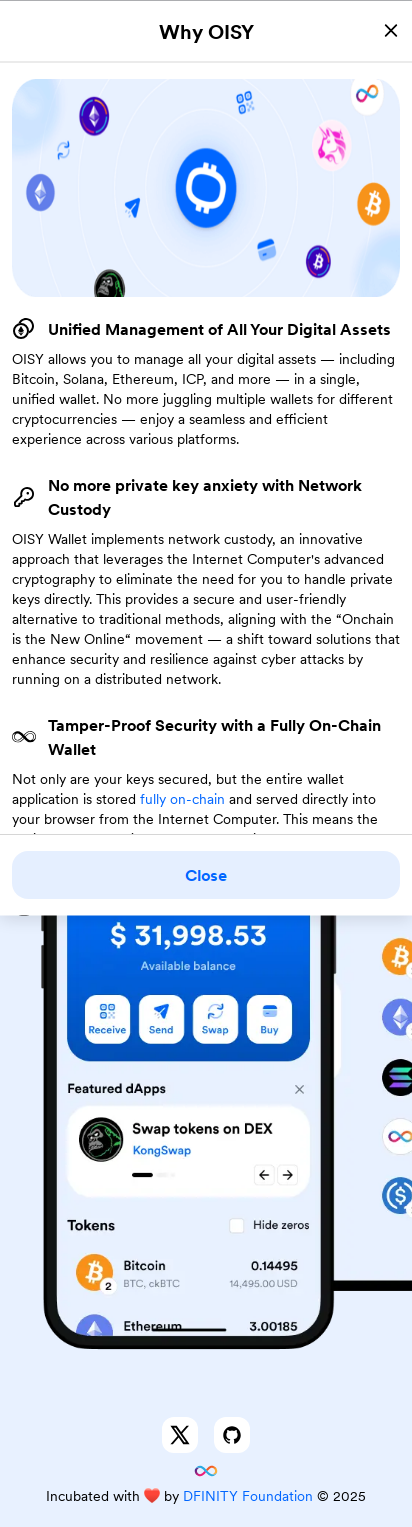 Why OISY
Unified Management of All Your Digital Assets
OISY allows you to manage all your digital assets — including
Bitcoin, Solana, Ethereum, ICP, and more — in a single,
unified wallet. No more juggling multiple wallets for different
cryptocurrencies — enjoy a seamless and efficient
experience across various platforms.
No more private key anxiety with Network
Custody
OISY Wallet implements network custody, an innovative
approach that leverages the Internet Computer's advanced
cryptography to eliminate the need for you to handle private
keys directly. This provides a secure and user-friendly
alternative to traditional methods, aligning with the “Onchain
is the New Online“ movement — a shift toward solutions that
enhance security and resilience against cyber attacks by
running on a distributed network.
Tamper-Proof Security with a Fully On-Chain
Wallet
Not only are your keys secured, but the entire wallet
application is stored fully on-chain and served directly into
your browser from the Internet Computer. This means the
Close
$ 31,998.53
Available balance
Receive Send Swap Buy
Featured dApps
Swap tokens on DEX
KongSwap
Tokens Hide zeros
Bitcoin 0.14495
BTC, ckBTC 14,495.00 USD
2
Ethereum 3.00185
Incubated with ❤️ by DFINITY Foundation © 2025